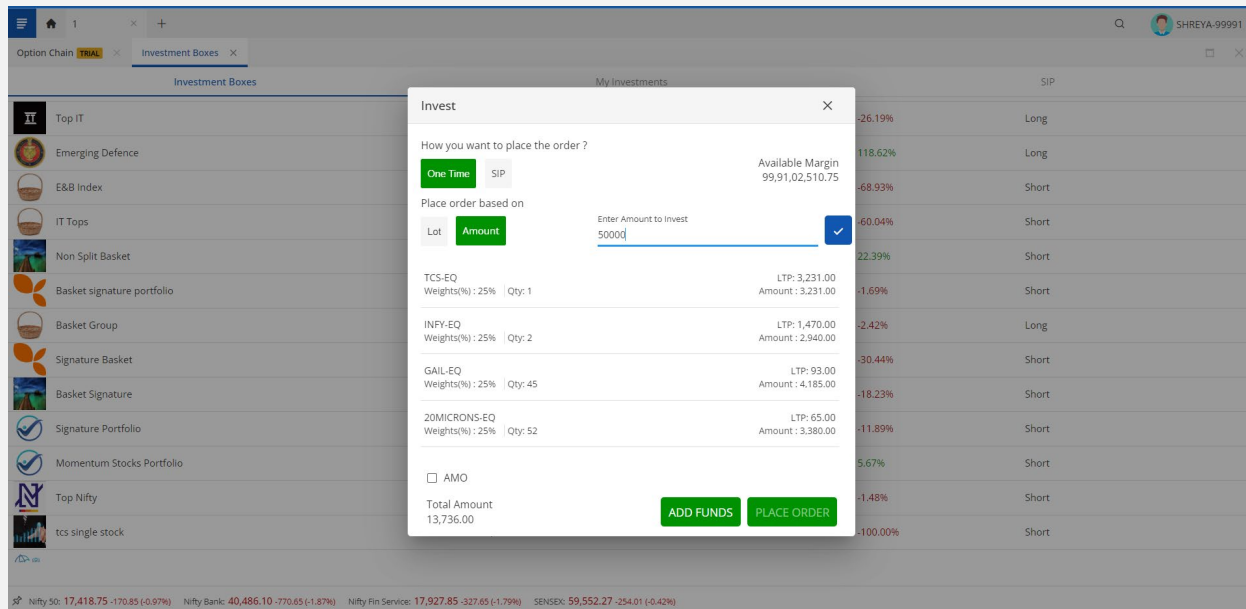 1 × +
SHREYA-99991
Option Chain TRIAL × Investment Boxes ×
Investment Boxes My Investments SIP
Invest ×
How you want to place the order ?
One Time SIP
Available Margin
99,91,02,510.75
Place order based on
Lot Amount
Enter Amount to Invest
50000
TCS-EQ LTP: 3,231.00
Weights(%) : 25% Qty: 1 Amount : 3,231.00
INFY-EQ LTP: 1,470.00
Weights(%) : 25% Qty: 2 Amount : 2,940.00
GAIL-EQ LTP: 93.00
Weights(%) : 25% Qty: 45 Amount : 4,185.00
20MICRONS-EQ LTP: 65.00
Weights(%) : 25% Qty: 52 Amount : 3,380.00
AMO
Total Amount
13,736.00
ADD FUNDS PLACE ORDER
Top IT -26.19% Long
Emerging Defence 118.62% Long
E&B Index -68.93% Short
IT Tops -60.04% Short
Non Split Basket 22.39% Short
Basket signature portfolio -1.69% Short
Basket Group -2.42% Long
Signature Basket -30.44% Short
Basket Signature -18.23% Short
Signature Portfolio -11.89% Short
Momentum Stocks Portfolio 5.67% Short
Top Nifty -1.48% Short
tcs single stock -100.00% Short
Nifty 50: 17,418.75 -170.85 (-0.97%) Nifty Bank: 40,486.10 -770.65 (-1.87%) Nifty Fin Service: 17,927.85 -327.65 (-1.79%) SENSEX: 59,552.27 -254.01 (-0.42%)